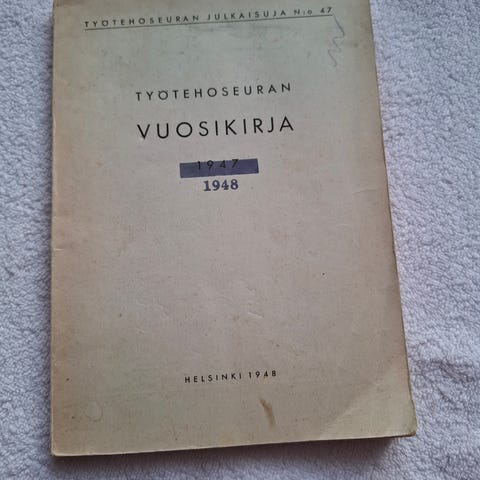 TYÖTEHOSEURAN JULKAISUJA N:o 47
TYÖTEHOSEURAN
VUOSIKIRJA
1947
1948
HELSINKI 1948